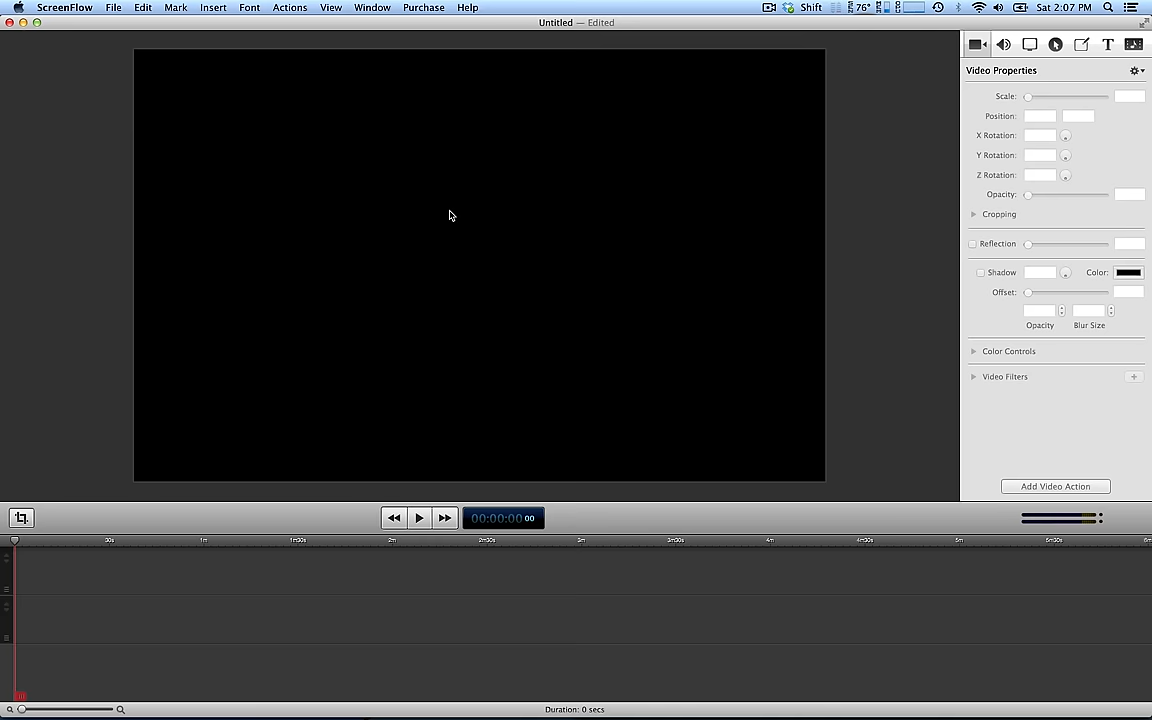 ScreenFlow File Edit Mark Insert Font Actions View Window Purchase Help Shift 76° Sat 2:07 PM
Untitled — Edited
Video Properties
Scale:
Position:
X Rotation:
Y Rotation:
Z Rotation:
Opacity:
Cropping
Reflection
Shadow Color:
Offset:
Opacity Blur Size
Color Controls
Video Filters
Add Video Action
00:00:00 00
30s 1m 1m30s 2m 2m30s 3m 3m30s 4m 4m30s 5m 5m30s 6m
Duration: 0 secs